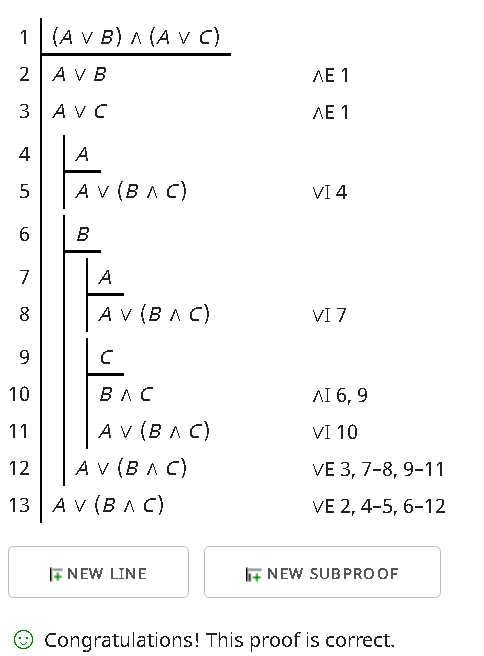 1 (A ∨ B) ∧ (A ∨ C)
2 A ∨ B ∧E 1
3 A ∨ C ∧E 1
4 A
5 A ∨ (B ∧ C) ∨I 4
6 B
7 A
8 A ∨ (B ∧ C) ∨I 7
9 C
10 B ∧ C ∧I 6, 9
11 A ∨ (B ∧ C) ∨I 10
12 A ∨ (B ∧ C) ∨E 3, 7–8, 9–11
13 A ∨ (B ∧ C) ∨E 2, 4–5, 6–12
NEW LINE NEW SUBPROOF
Congratulations! This proof is correct.